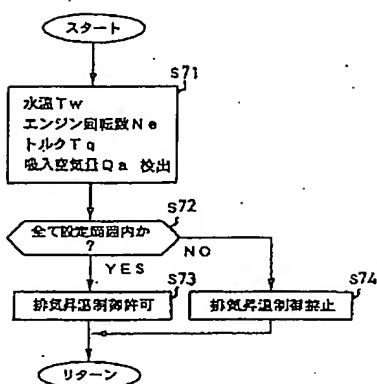 スタート
S71
水温Tw
エンジン回転数Ne
トルクTq
吸入空気量Qa 検出
S72
全て設定範囲内か
?
NO
YES
S73
S74
排気昇温制御許可
排気昇温制御禁止
リターン